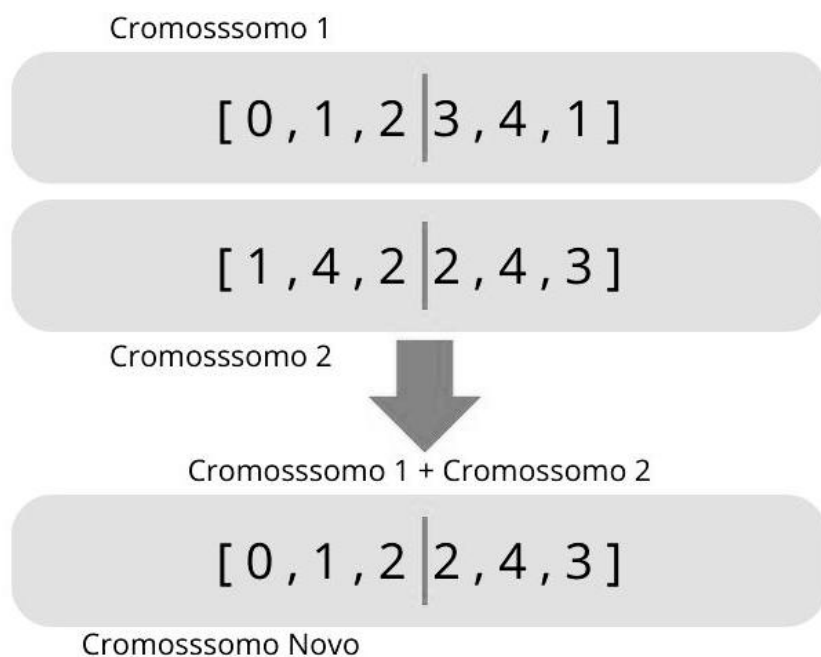 Cromosssomo 1
[ 0 , 1 , 2 | 3 , 4 , 1 ]
[ 1 , 4 , 2 | 2 , 4 , 3 ]
Cromosssomo 2
Cromosssomo 1 + Cromossomo 2
[ 0 , 1 , 2 | 2 , 4 , 3 ]
Cromosssomo Novo